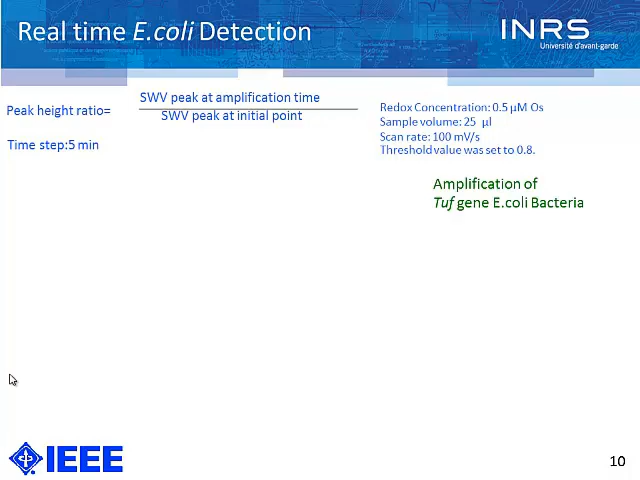 Real time E.coli Detection
INRS
Université d'avant-garde
Peak height ratio=
SWV peak at amplification time
SWV peak at initial point
Time step:5 min
Redox Concentration: 0.5 µM Os
Sample volume: 25 µl
Scan rate: 100 mV/s
Threshold value was set to 0.8.
Amplification of
Tuf gene E.coli Bacteria
IEEE
10